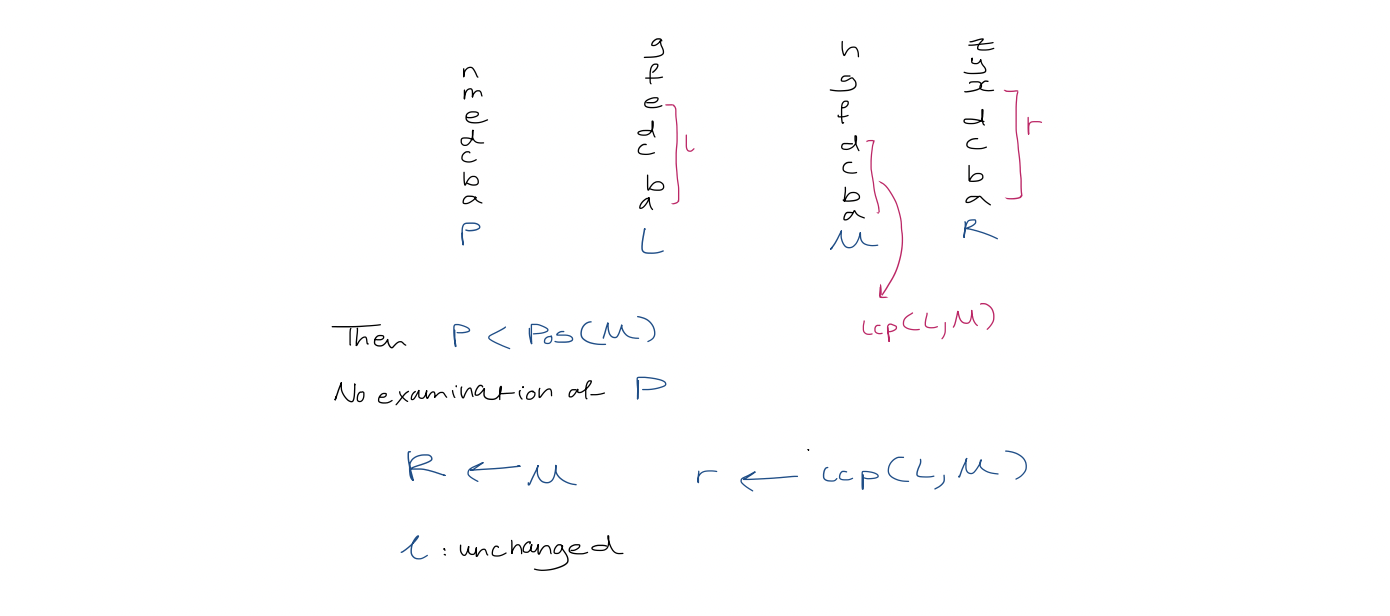 g h z
n f g y
m e f x
e d d d r
d c l c c
c b b b
b a a a
a
P L M R
lcp(L,M)
Then P < Pos(M)
No examination of P
R ← M r ← lcp(L,M)
l : unchanged